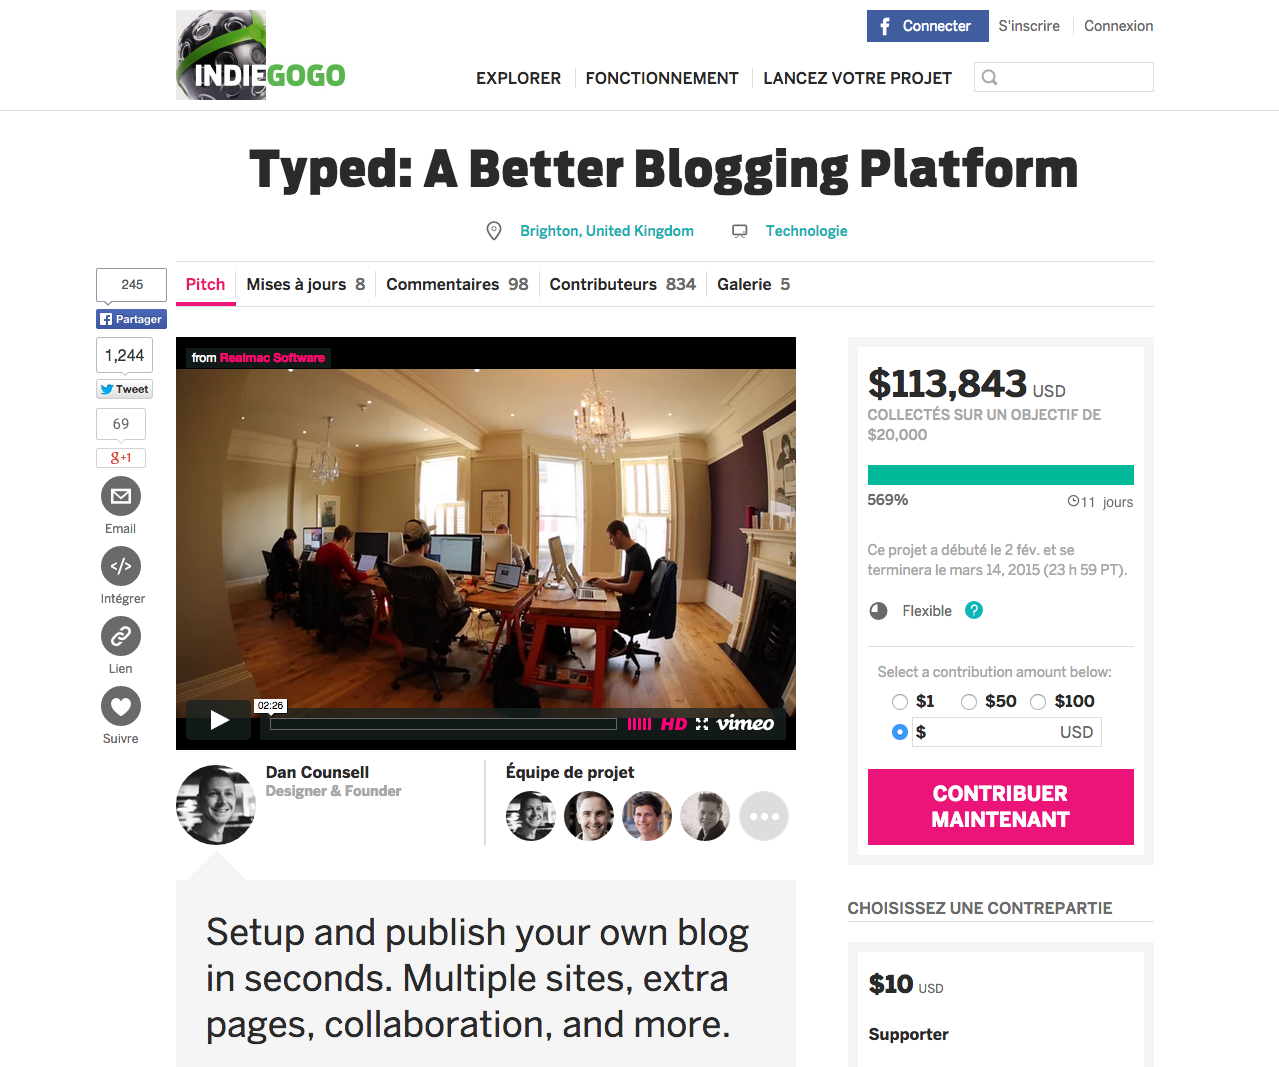 Connecter
S'inscrire
Connexion
INDIEGOGO
EXPLORER
FONCTIONNEMENT
LANCEZ VOTRE PROJET
Typed: A Better Blogging Platform
Brighton, United Kingdom
Technologie
245
Partager
1,244
Tweet
69
g+1
Email
Intégrer
Lien
Suivre
Pitch
Mises à jours 8
Commentaires 98
Contributeurs 834
Galerie 5
from Realmac Software
02:26
HD
vimeo
Dan Counsell
Designer & Founder
Équipe de projet
Setup and publish your own blog
in seconds. Multiple sites, extra
pages, collaboration, and more.
$113,843 USD
COLLECTÉS SUR UN OBJECTIF DE
$20,000
569%
11 jours
Ce projet a débuté le 2 fév. et se
terminera le mars 14, 2015 (23 h 59 PT).
Flexible ?
Select a contribution amount below:
$1 $50 $100
$ USD
CONTRIBUER
MAINTENANT
CHOISISSEZ UNE CONTREPARTIE
$10 USD
Supporter